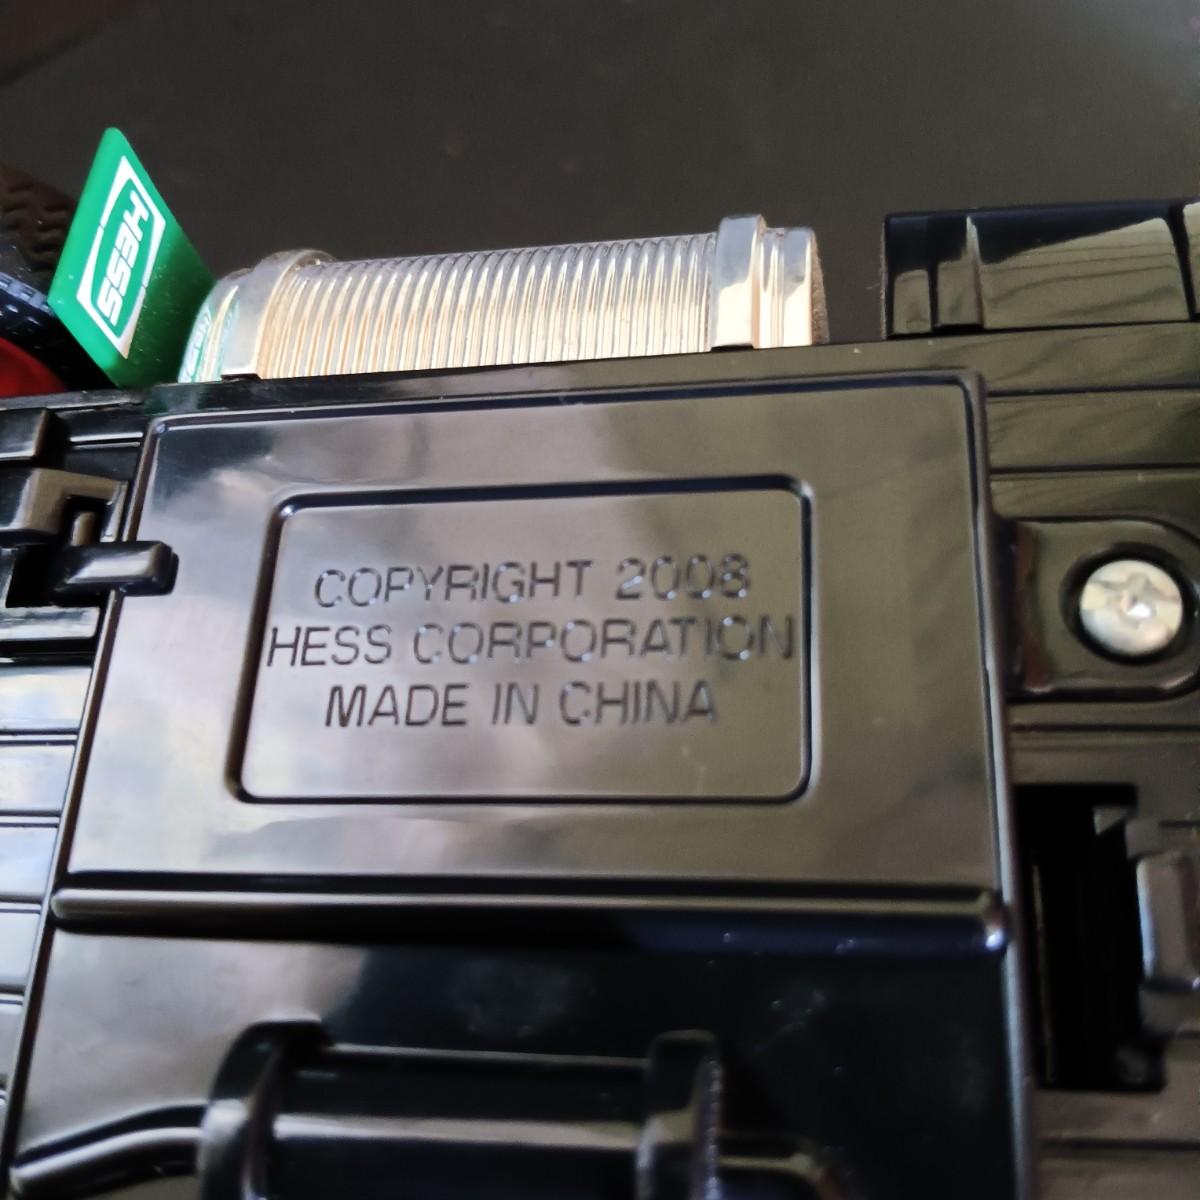 HESS
COPYRIGHT 2008
HESS CORPORATION
MADE IN CHINA